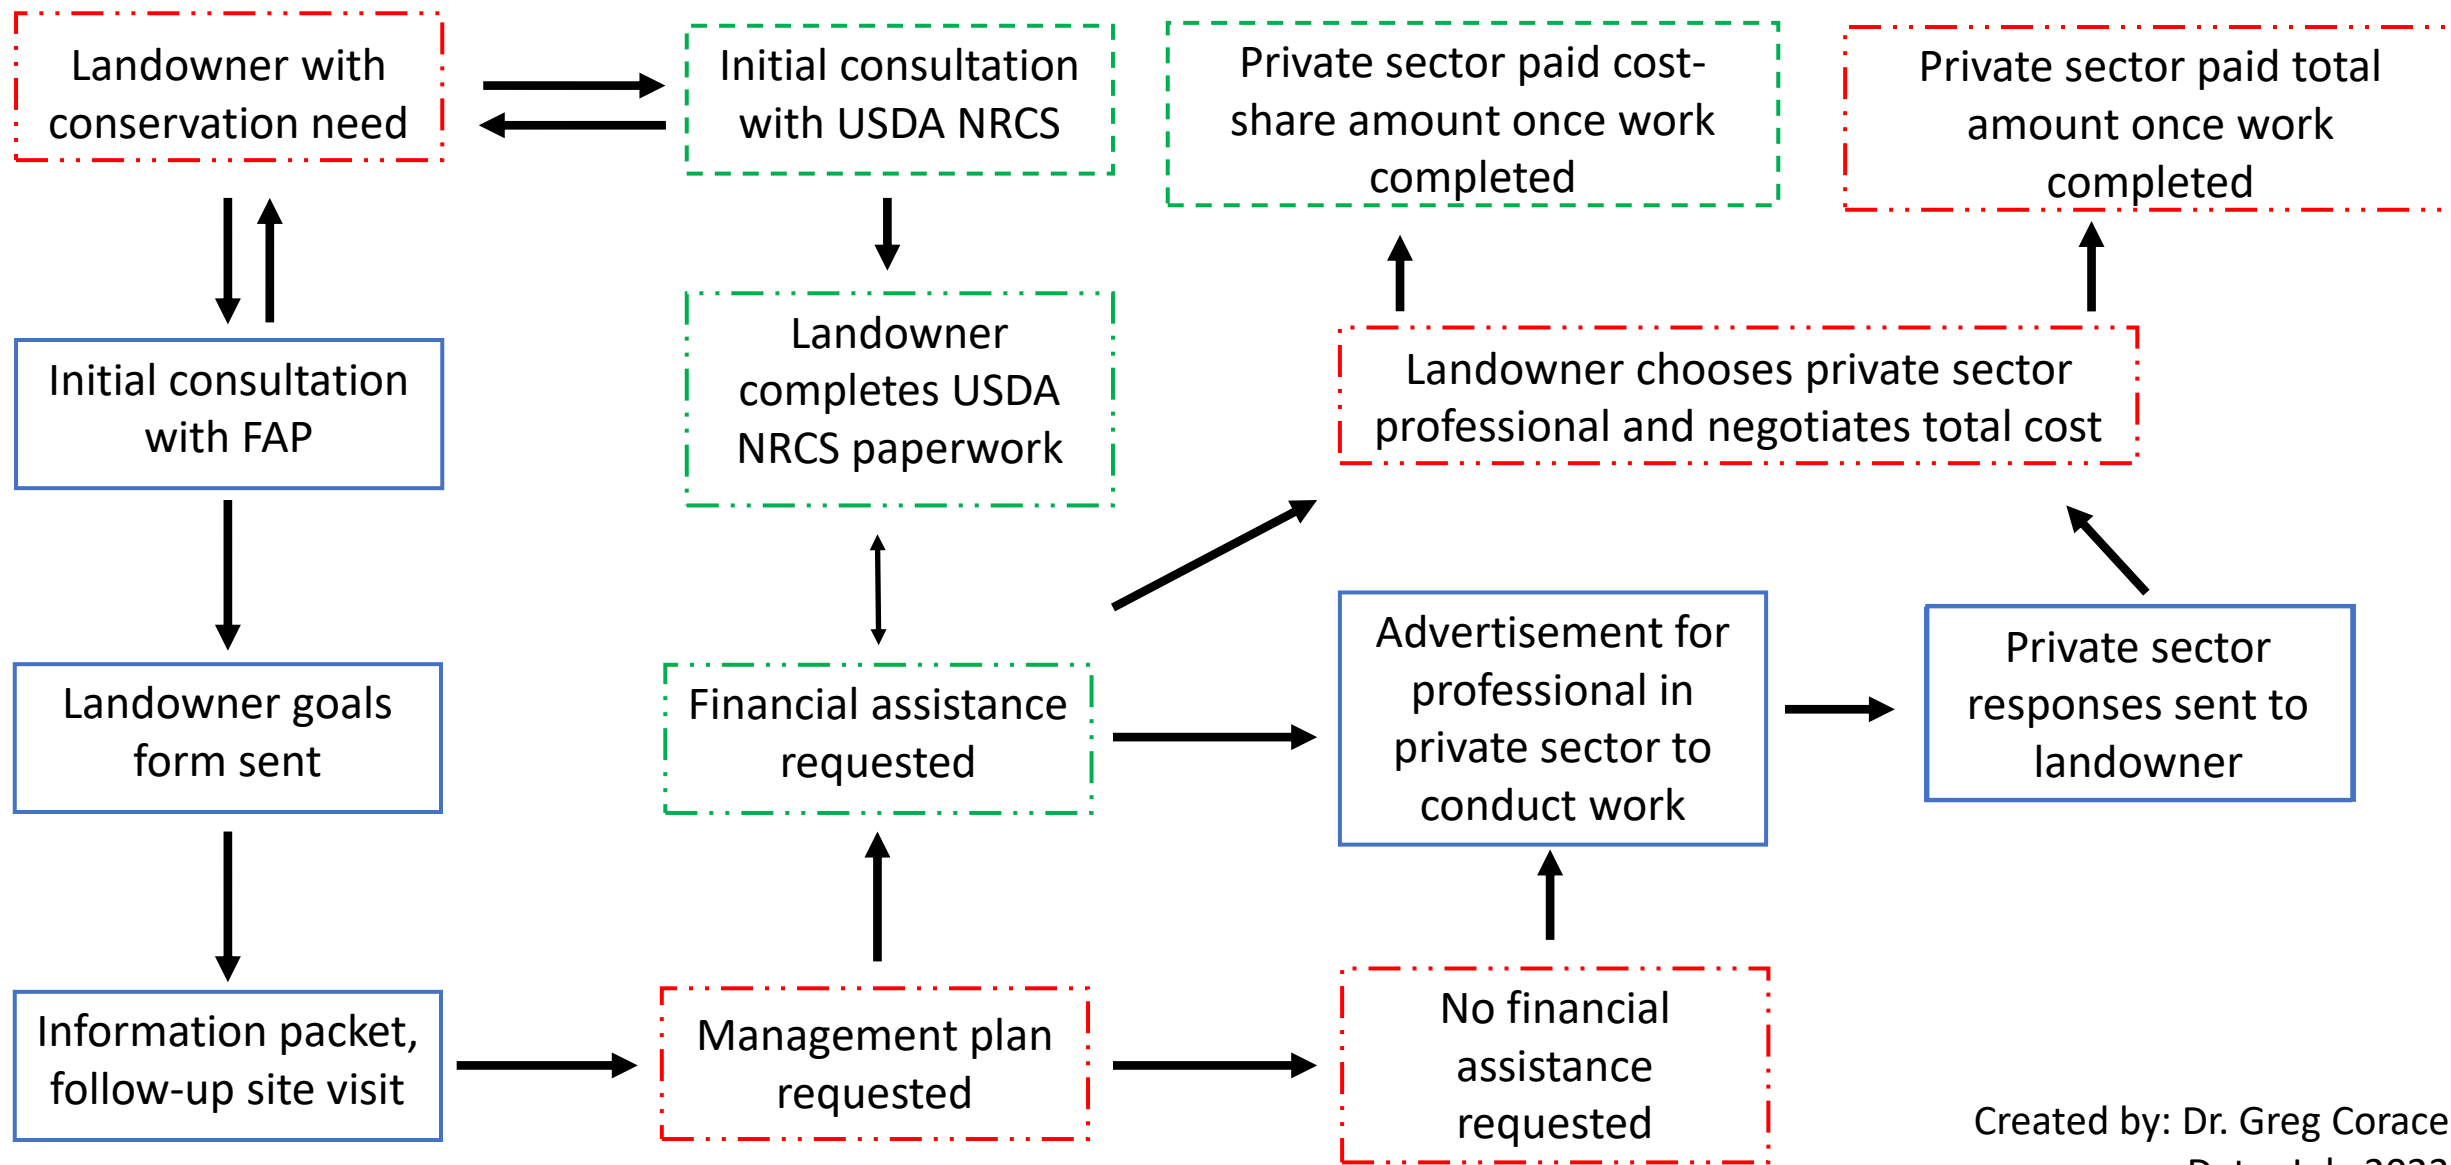 Landowner with
conservation need
Initial consultation
with USDA NRCS
Private sector paid cost-
share amount once work
completed
Private sector paid total
amount once work
completed
Landowner
completes USDA
NRCS paperwork
Landowner chooses private sector
professional and negotiates total cost
Initial consultation
with FAP
Landowner goals
form sent
Financial assistance
requested
Advertisement for
professional in
private sector to
conduct work
Private sector
responses sent to
landowner
Information packet,
follow-up site visit
Management plan
requested
No financial
assistance
requested
Created by: Dr. Greg Corace